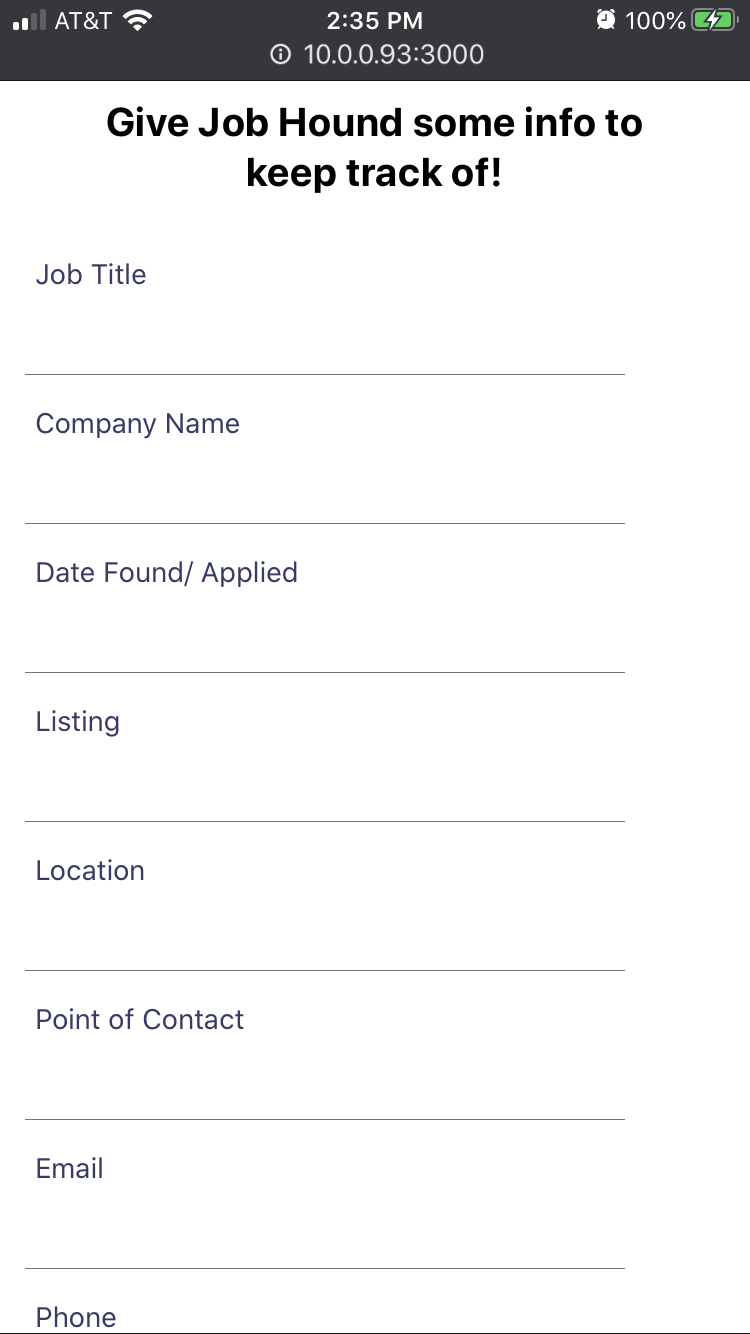 AT&T 2:35 PM 100%
10.0.0.93:3000
Give Job Hound some info to
keep track of!
Job Title
Company Name
Date Found/ Applied
Listing
Location
Point of Contact
Email
Phone